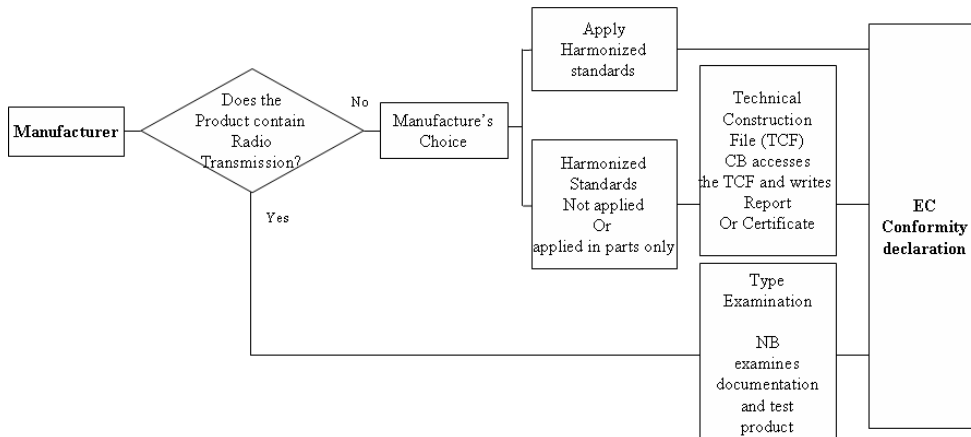 Manufacturer
Does the
Product contain
Radio
Transmission?
No
Yes
Manufacture's
Choice
Apply
Harmonized
standards
Harmonized
Standards
Not applied
Or
applied in parts only
Technical
Construction
File (TCF)
CB accesses
the TCF and writes
Report
Or Certificate
Type
Examination
NB
examines
documentation
and test
product
EC
Conformity
declaration